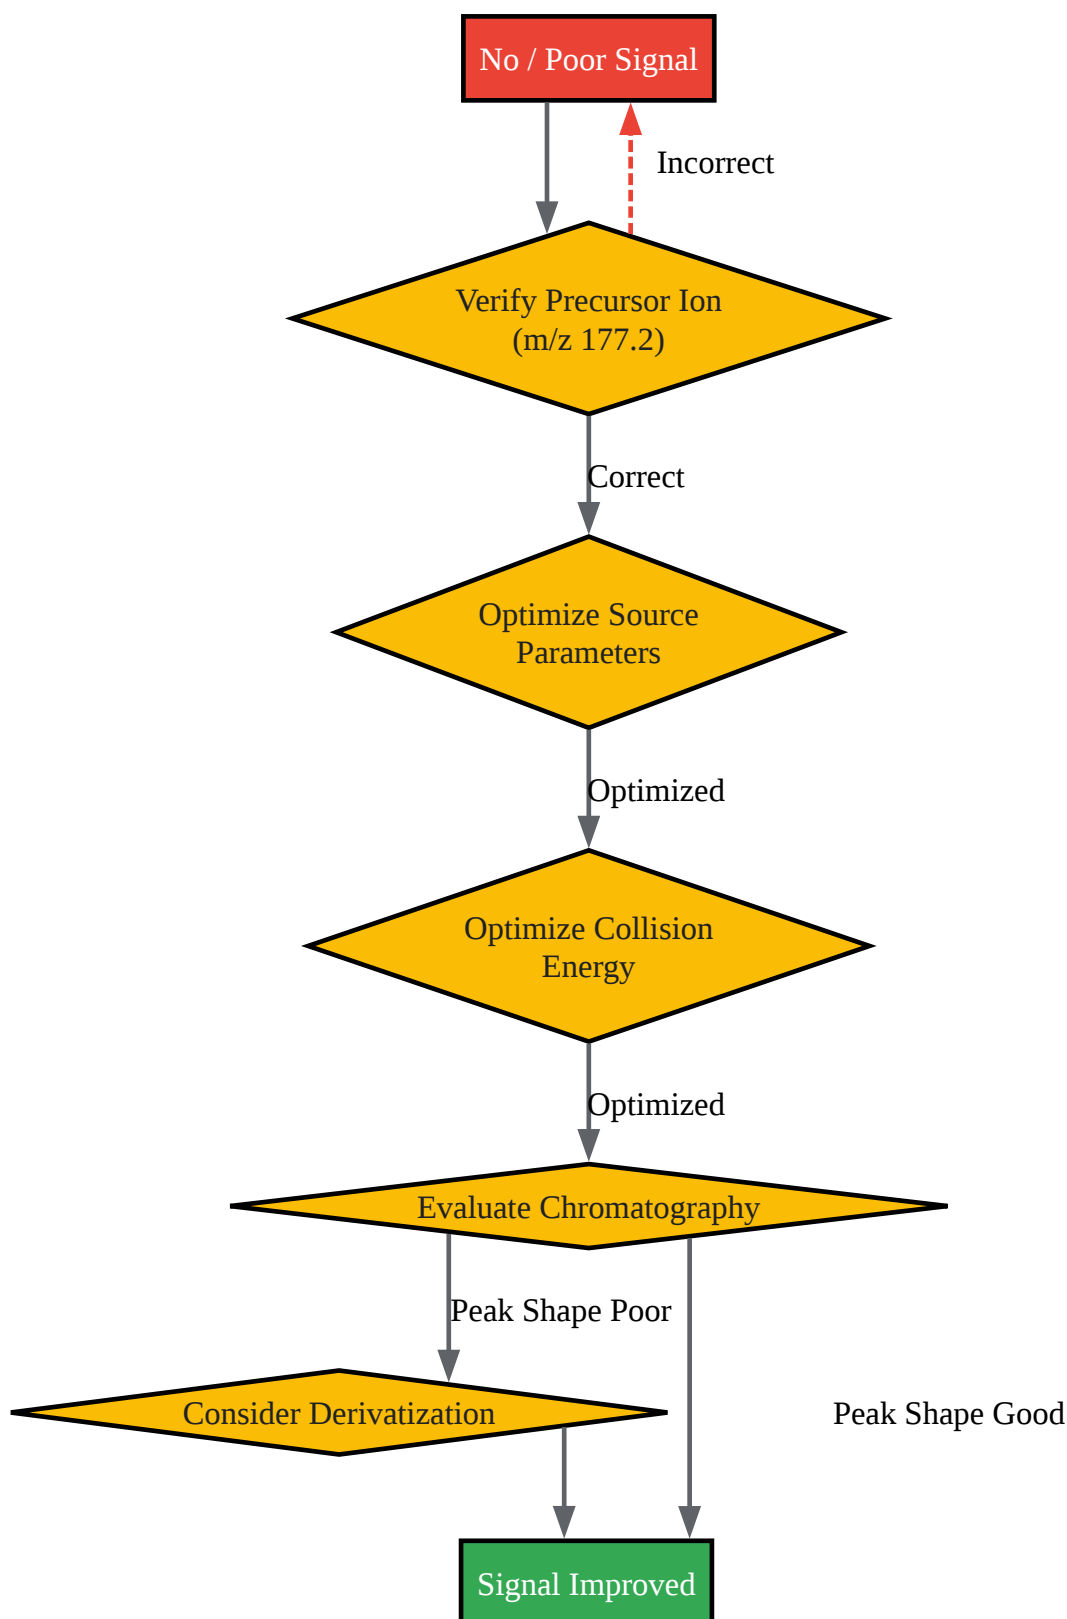 No / Poor Signal
Incorrect
Verify Precursor Ion
(m/z 177.2)
Correct
Optimize Source
Parameters
Optimized
Optimize Collision
Energy
Optimized
Evaluate Chromatography
Peak Shape Poor
Consider Derivatization
Peak Shape Good
Signal Improved